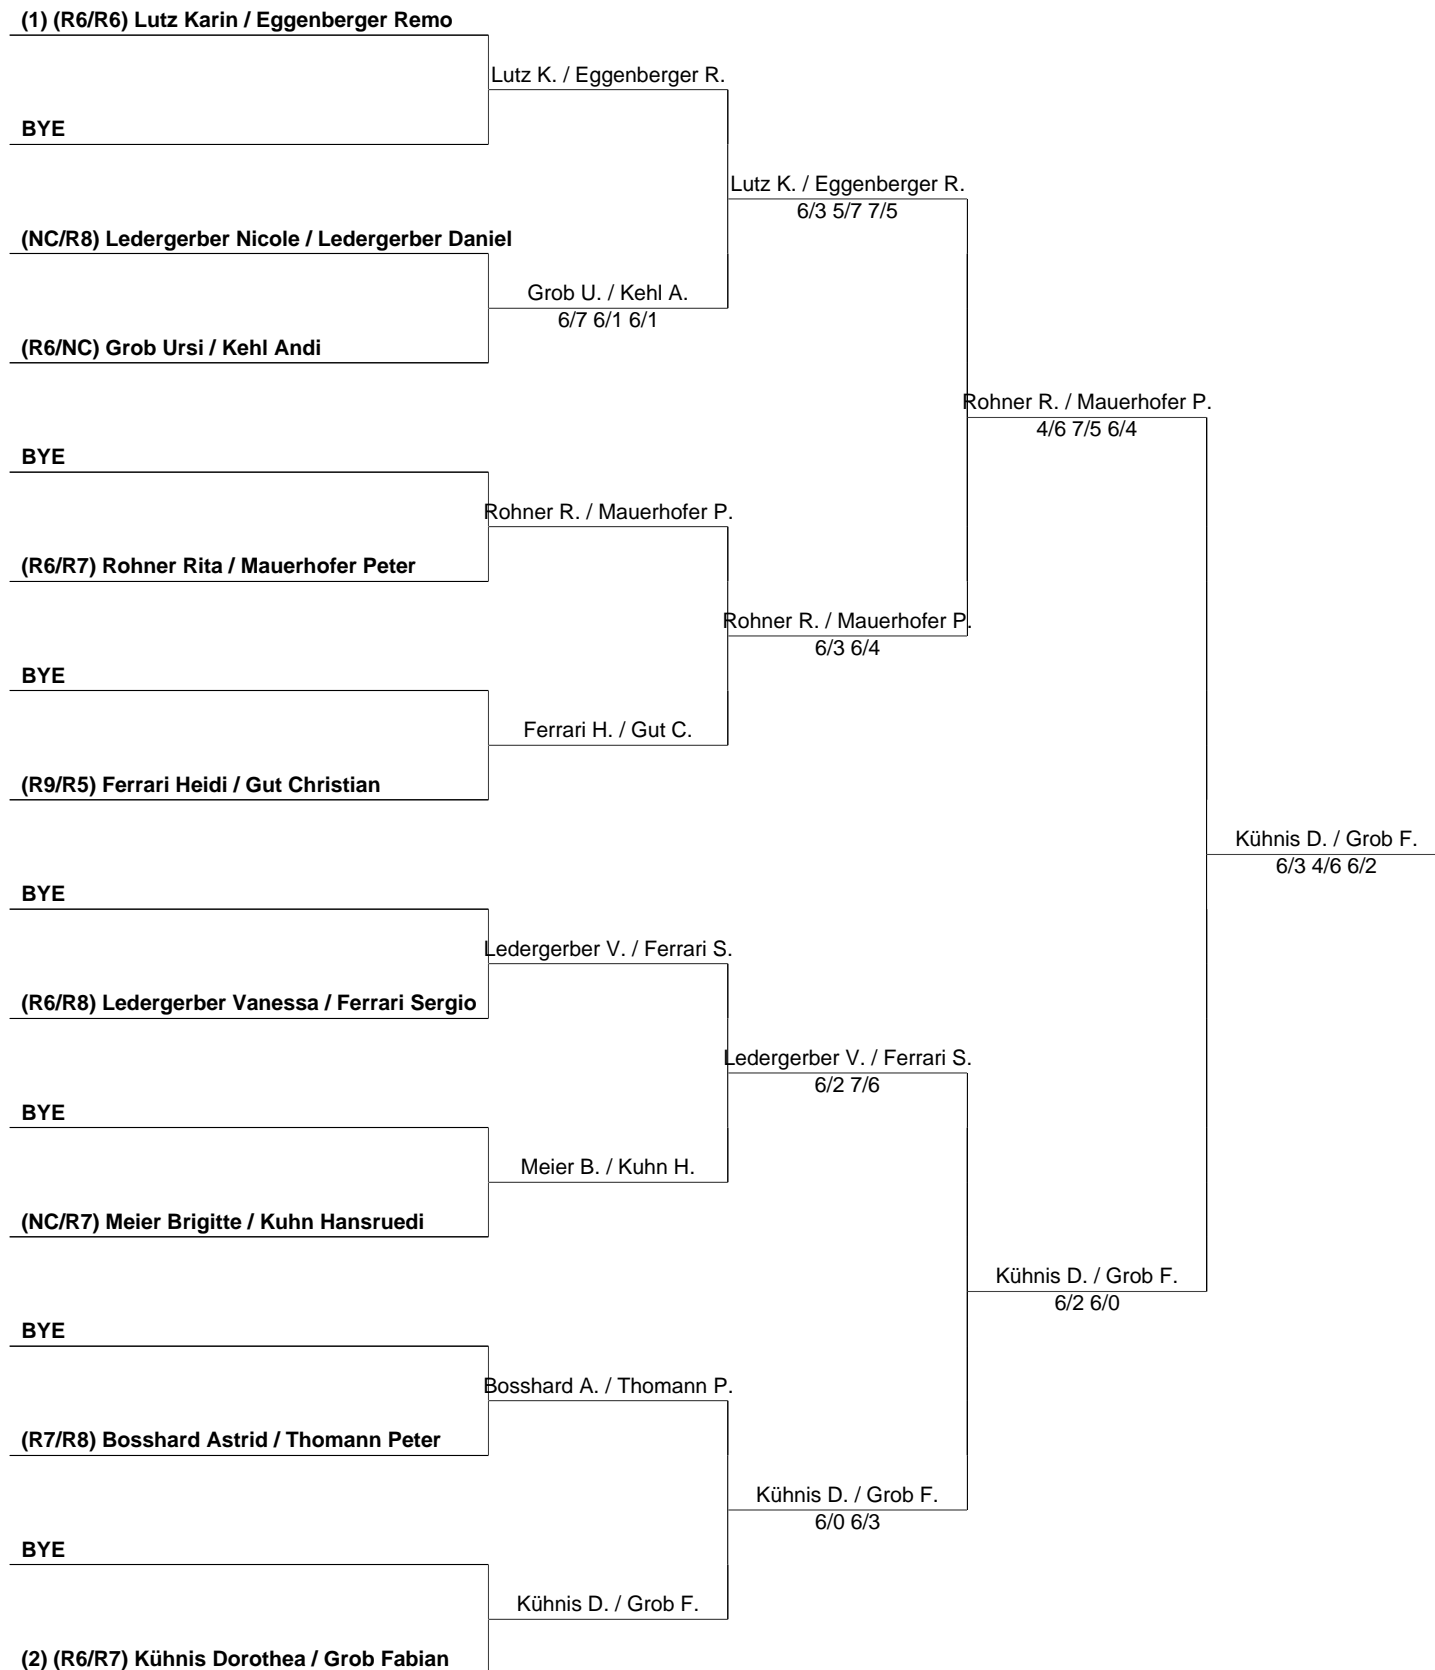 (1) (R6/R6) Lutz Karin / Eggenberger Remo
Lutz K. / Eggenberger R.
BYE
Lutz K. / Eggenberger R.
6/3 5/7 7/5
(NC/R8) Ledergerber Nicole / Ledergerber Daniel
Grob U. / Kehl A.
6/7 6/1 6/1
(R6/NC) Grob Ursi / Kehl Andi
Rohner R. / Mauerhofer P.
4/6 7/5 6/4
BYE
Rohner R. / Mauerhofer P.
(R6/R7) Rohner Rita / Mauerhofer Peter
Rohner R. / Mauerhofer P.
6/3 6/4
BYE
Ferrari H. / Gut C.
(R9/R5) Ferrari Heidi / Gut Christian
Kühnis D. / Grob F.
6/3 4/6 6/2
BYE
Ledergerber V. / Ferrari S.
(R6/R8) Ledergerber Vanessa / Ferrari Sergio
Ledergerber V. / Ferrari S.
6/2 7/6
BYE
Meier B. / Kuhn H.
(NC/R7) Meier Brigitte / Kuhn Hansruedi
Kühnis D. / Grob F.
6/2 6/0
BYE
Bosshard A. / Thomann P.
(R7/R8) Bosshard Astrid / Thomann Peter
Kühnis D. / Grob F.
6/0 6/3
BYE
Kühnis D. / Grob F.
(2) (R6/R7) Kühnis Dorothea / Grob Fabian